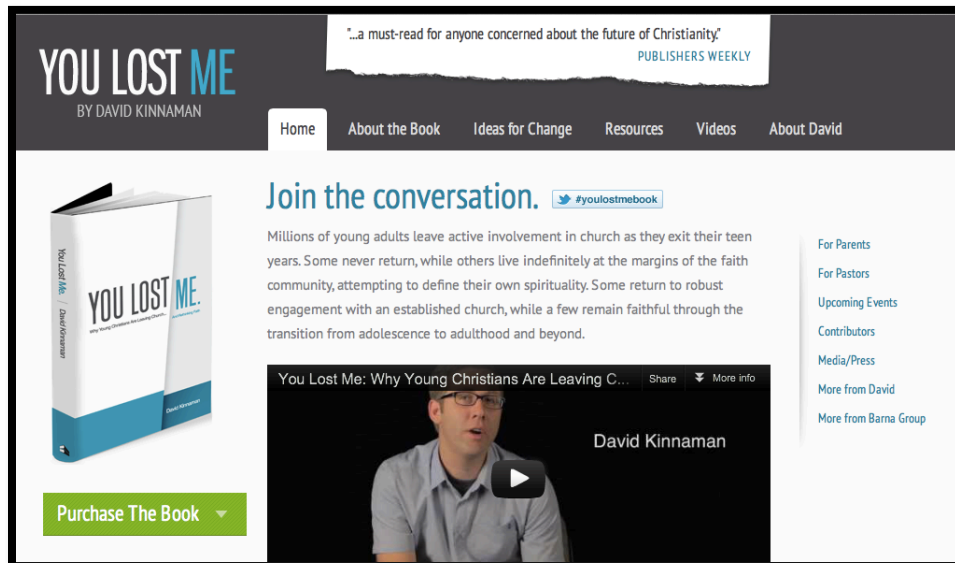 "...a must-read for anyone concerned about the future of Christianity."
PUBLISHERS WEEKLY
YOU LOST ME
BY DAVID KINNAMAN
Home
About the Book
Ideas for Change
Resources
Videos
About David
You Lost Me. / David Kinnaman
YOU LOST ME.
Why Young Christians Are Leaving Church...
David Kinnaman
Purchase The Book
Join the conversation.
#youlostmebook
Millions of young adults leave active involvement in church as they exit their teen
years. Some never return, while others live indefinitely at the margins of the faith
community, attempting to define their own spirituality. Some return to robust
engagement with an established church, while a few remain faithful through the
transition from adolescence to adulthood and beyond.
You Lost Me: Why Young Christians Are Leaving C...
Share
More info
David Kinnaman
For Parents
For Pastors
Upcoming Events
Contributors
Media/Press
More from David
More from Barna Group